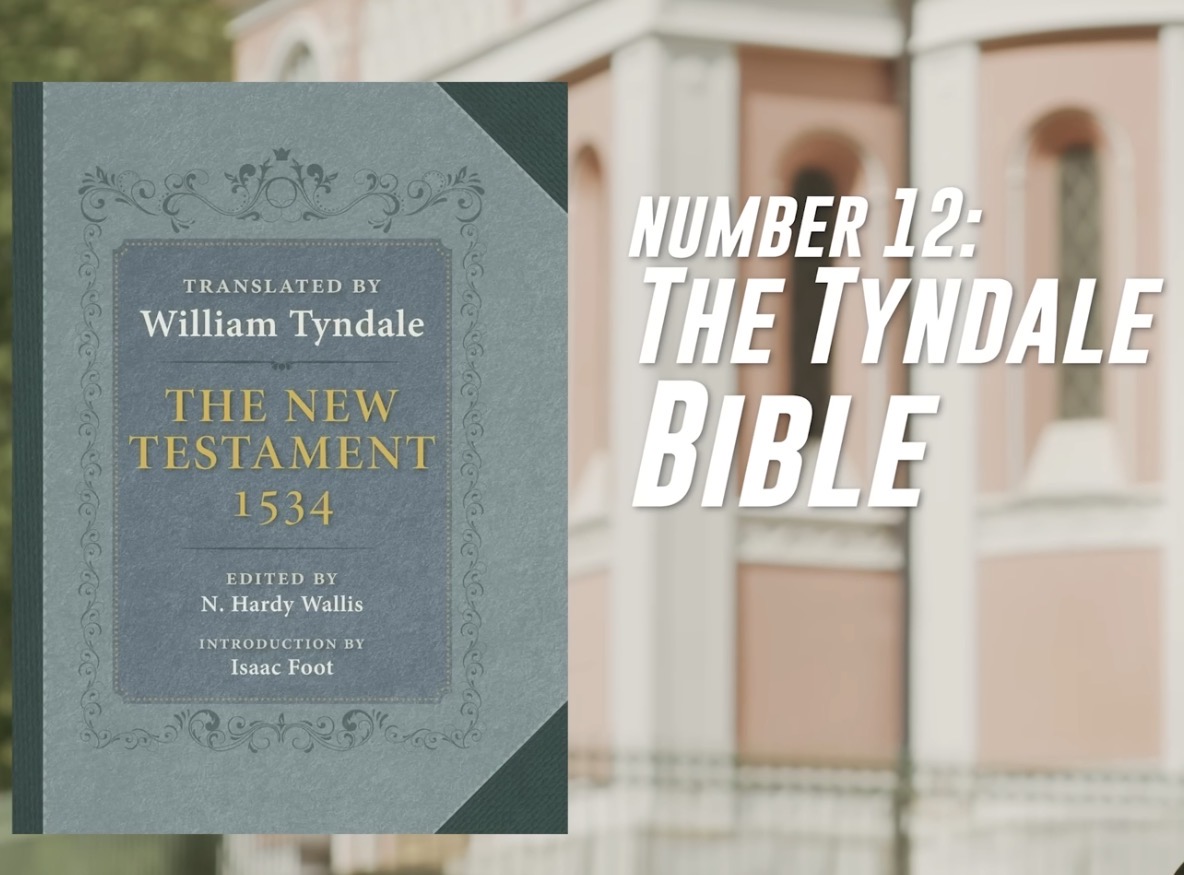 TRANSLATED BY
William Tyndale
THE NEW
TESTAMENT
1534
EDITED BY
N. Hardy Wallis
INTRODUCTION BY
Isaac Foot
NUMBER 12:
THE TYNDALE
BIBLE